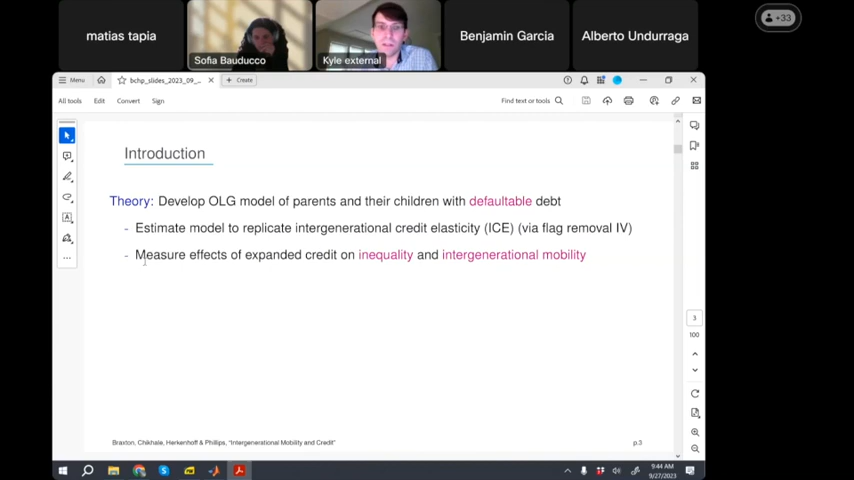 matias tapia
Sofia Bauducco
Kyle external
Benjamin Garcia
Alberto Undurraga
+33
Menu
bchp_slides_2023_09_...
Create
All tools
Edit
Convert
Sign
Find text or tools
Introduction
Theory: Develop OLG model of parents and their children with defaultable debt
- Estimate model to replicate intergenerational credit elasticity (ICE) (via flag removal IV)
- Measure effects of expanded credit on inequality and intergenerational mobility
3
100
Braxton, Chikhale, Herkenhoff & Phillips, "Intergenerational Mobility and Credit"
p.3
9:44 AM
9/27/2023